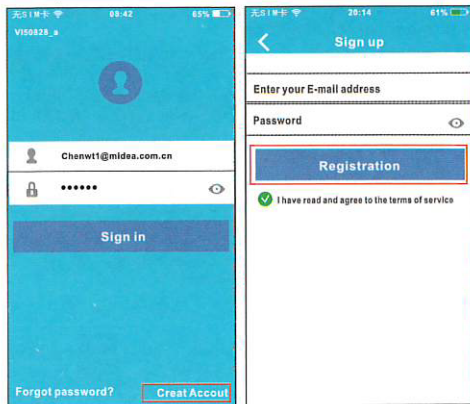 无SIM卡 09:42 65%
V150828_a
Chenwt1@midea.com.cn
••••••
Sign in
Forgot password? Creat Accout
无SIM卡 20:14 61%
Sign up
Enter your E-mail address
Password
Registration
I have read and agree to the terms of service